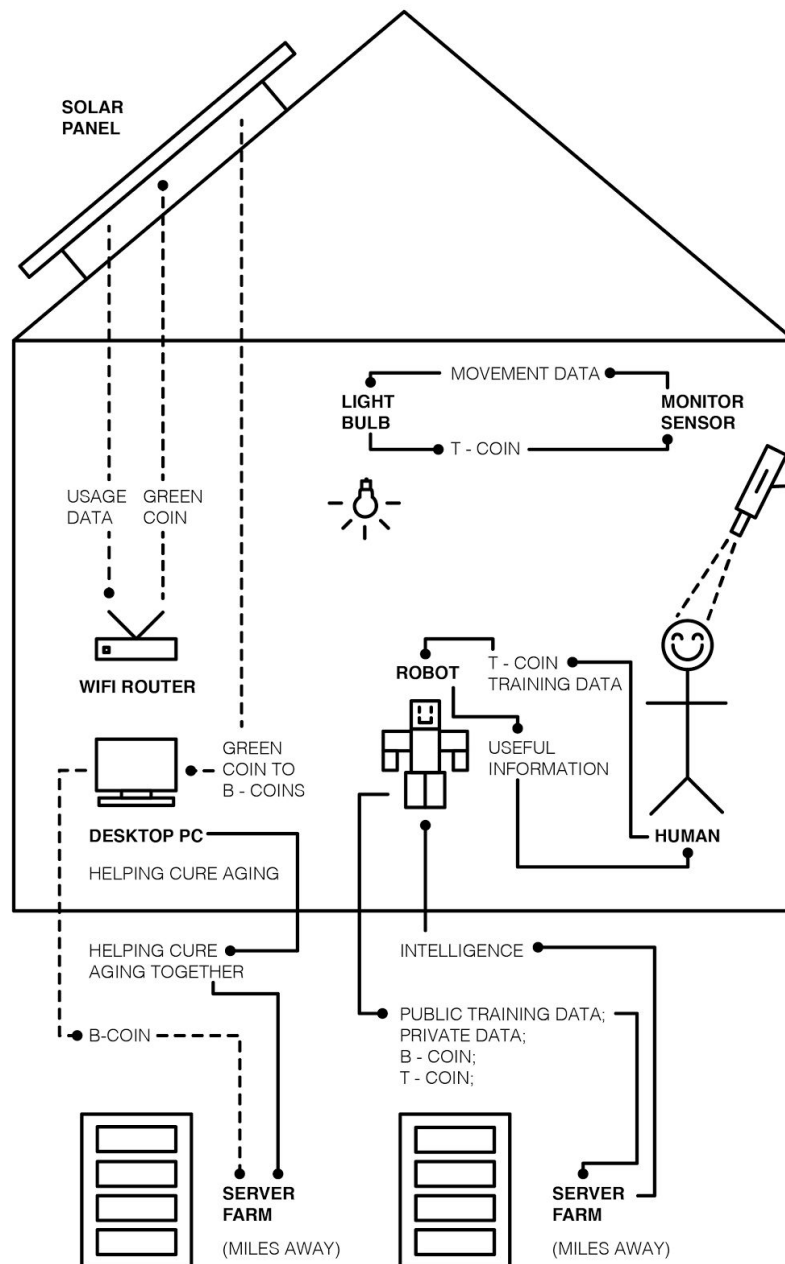 SOLAR
PANEL
MOVEMENT DATA
LIGHT
BULB
MONITOR
SENSOR
T - COIN
USAGE
DATA
GREEN
COIN
WIFI ROUTER
ROBOT
T - COIN
TRAINING DATA
GREEN
COIN TO
B - COINS
USEFUL
INFORMATION
DESKTOP PC
HUMAN
HELPING CURE AGING
HELPING CURE
AGING TOGETHER
INTELLIGENCE
B-COIN
PUBLIC TRAINING DATA;
PRIVATE DATA;
B - COIN;
T - COIN;
SERVER
FARM
(MILES AWAY)
SERVER
FARM
(MILES AWAY)